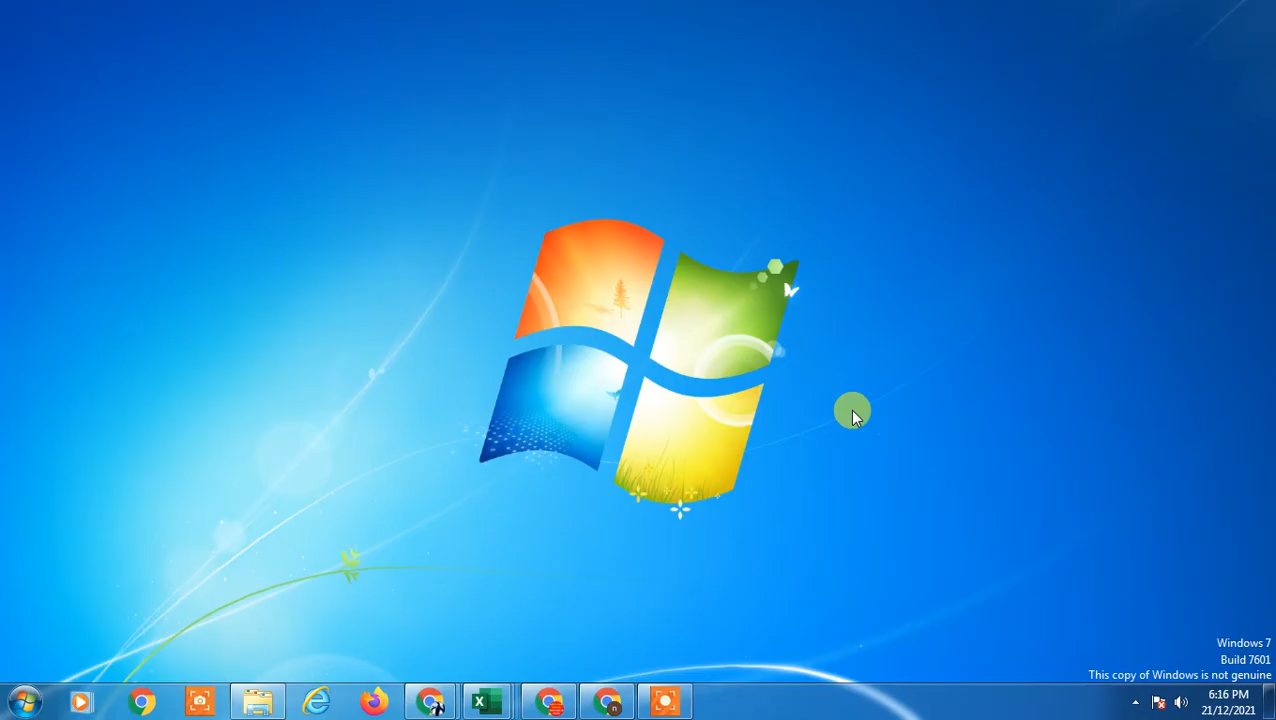 Windows 7
Build 7601
This copy of Windows is not genuine
6:16 PM
21/12/2021